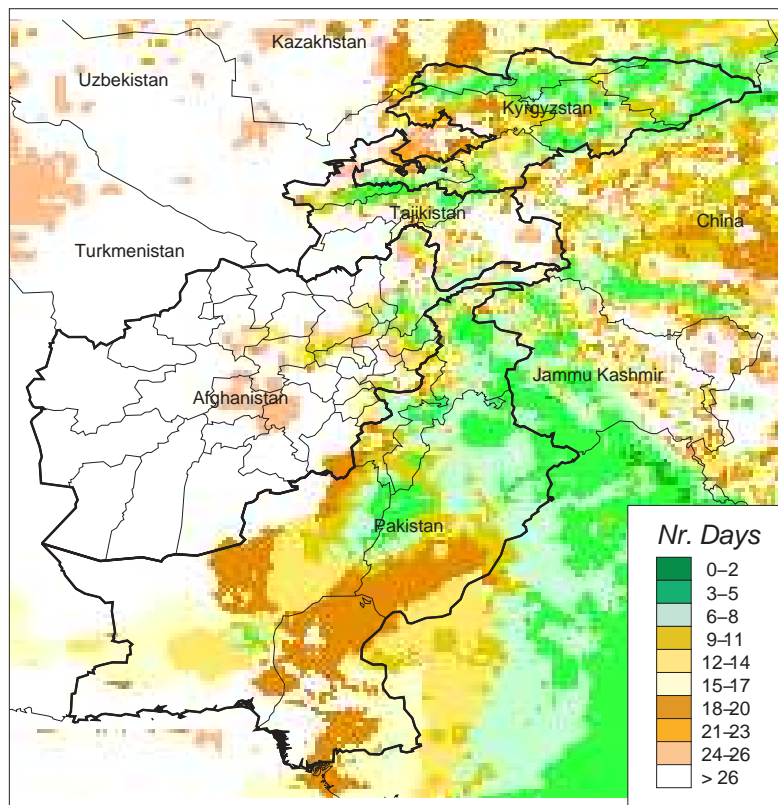 Kazakhstan
Uzbekistan
Kyrgyzstan
Tajikistan
China
Turkmenistan
Jammu Kashmir
Afghanistan
Pakistan
Nr. Days
0–2
3–5
6–8
9–11
12–14
15–17
18–20
21–23
24–26
> 26